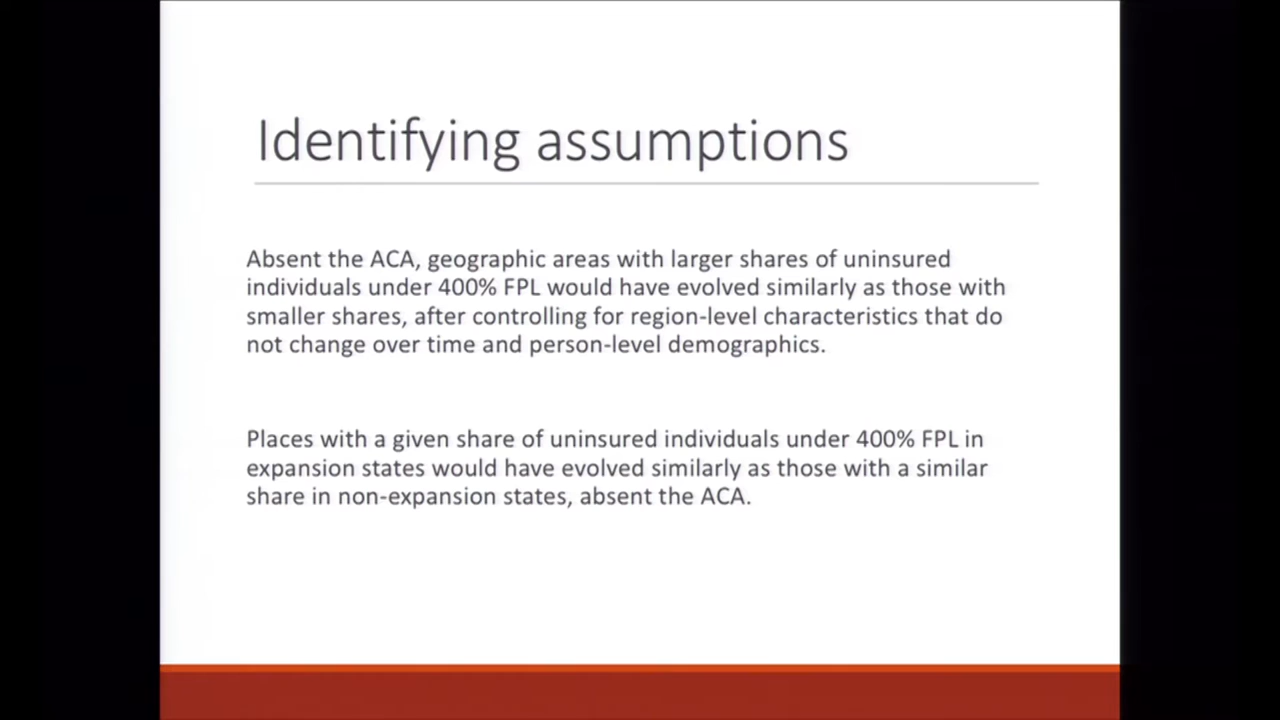 Identifying assumptions
Absent the ACA, geographic areas with larger shares of uninsured
individuals under 400% FPL would have evolved similarly as those with
smaller shares, after controlling for region-level characteristics that do
not change over time and person-level demographics.
Places with a given share of uninsured individuals under 400% FPL in
expansion states would have evolved similarly as those with a similar
share in non-expansion states, absent the ACA.